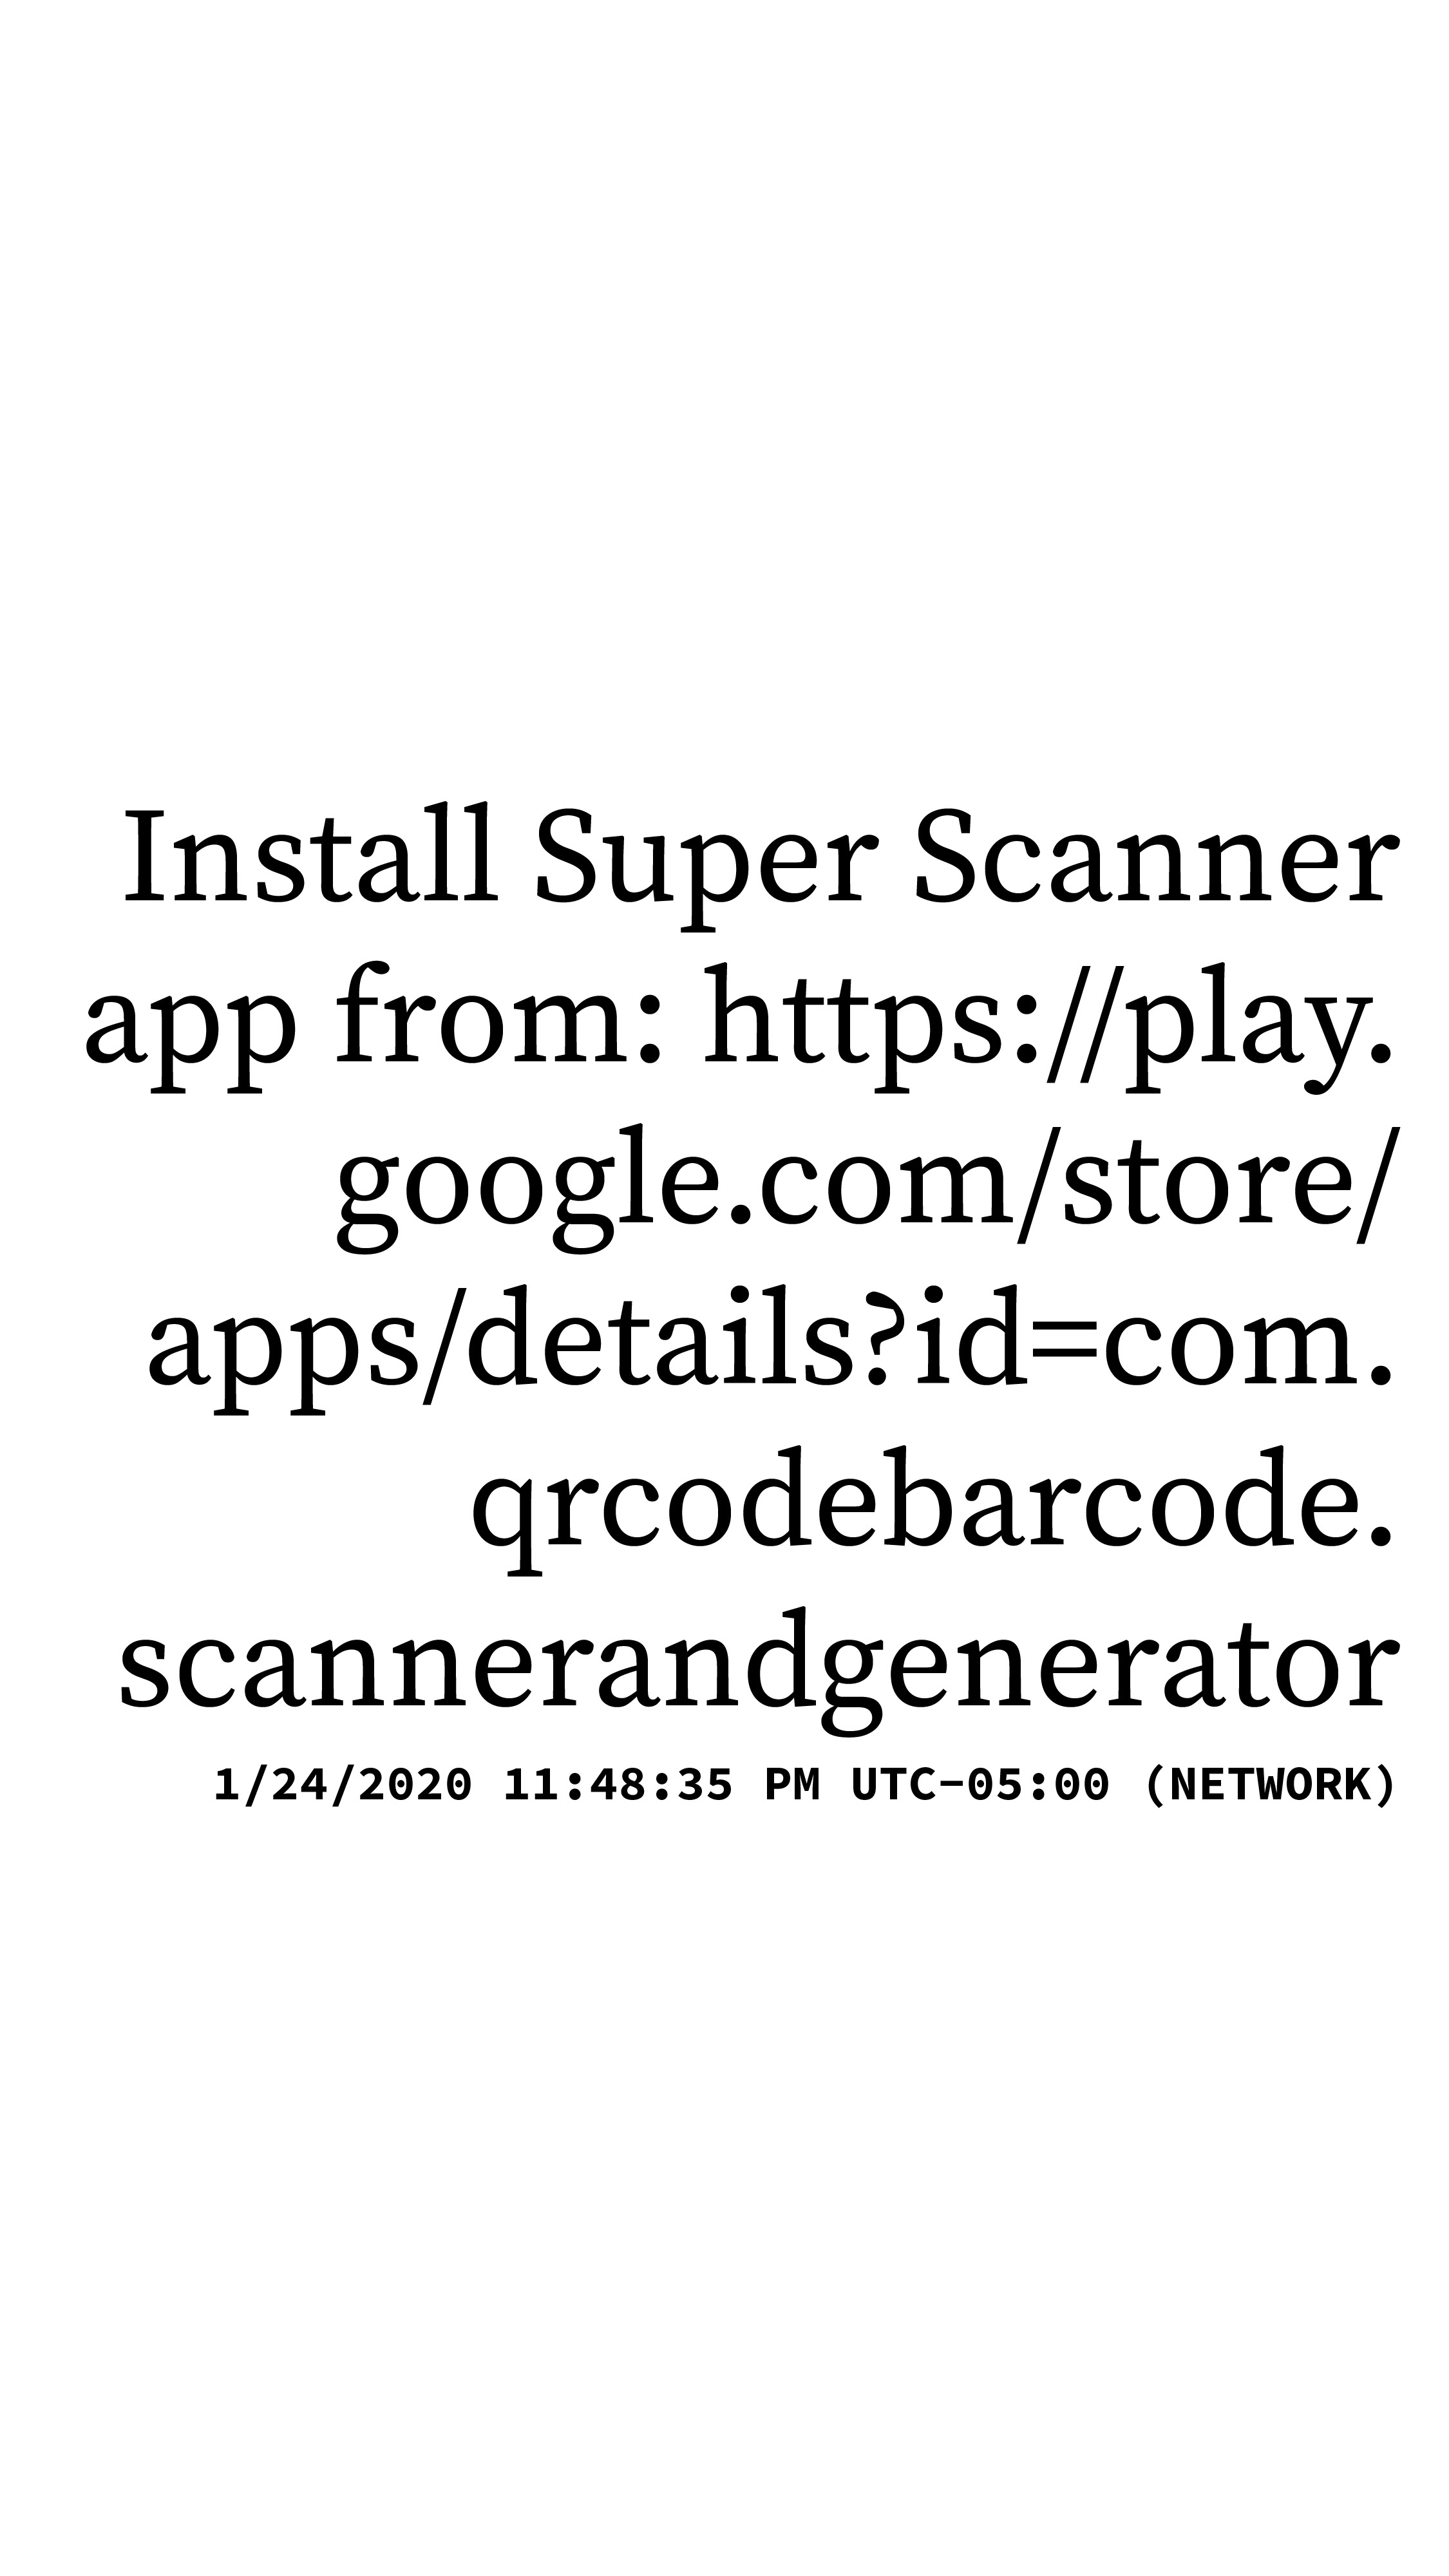 Install Super Scanner
app from: https://play.
google.com/store/
apps/details?id=com.
qrcodebarcode.
scannerandgenerator
1/24/2020 11:48:35 PM UTC-05:00 (NETWORK)